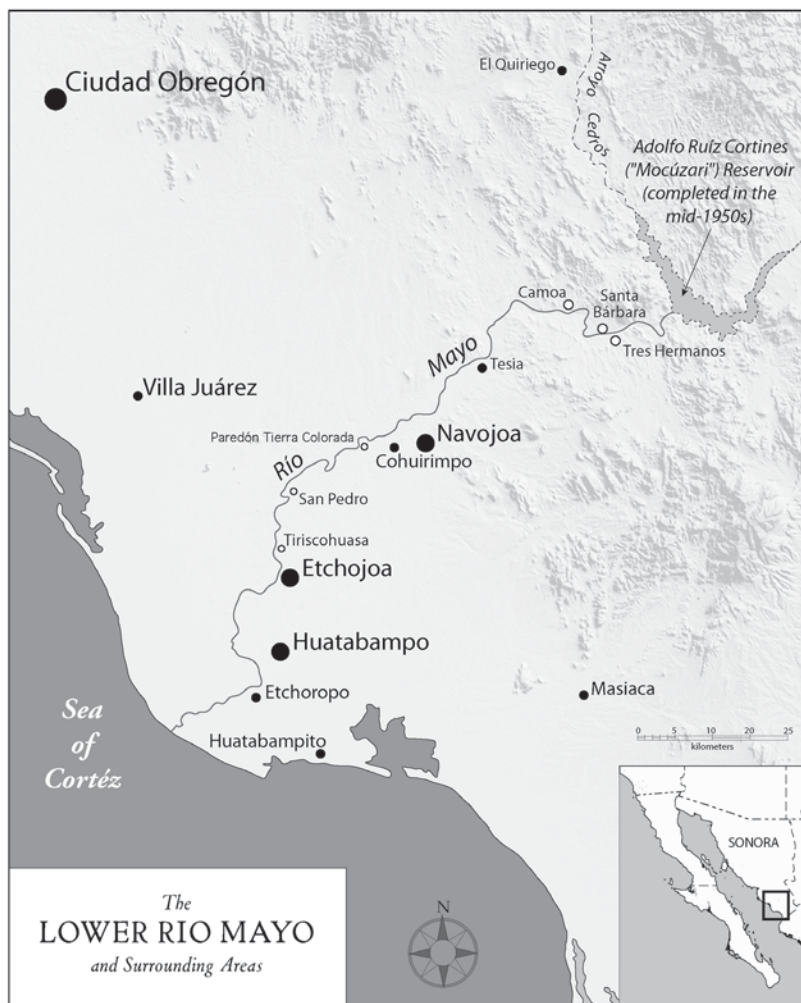 Ciudad Obregón
El Quiriego
Arroyo Cedros
Adolfo Ruíz Cortines
("Mocúzari") Reservoir
(completed in the
mid-1950s)
Camoa
Santa
Bárbara
Tres Hermanos
Mayo
Tesia
Villa Juárez
Navojoa
Paredón Tierra Colorada
Cohuirimpo
Río
San Pedro
Tiriscohuasa
Etchojoa
Huatabampo
Etchoropo
Masiaca
Sea
of
Cortéz
Huatabampito
0 5 10 20 25
kilometers
SONORA
The
LOWER RIO MAYO
and Surrounding Areas
N